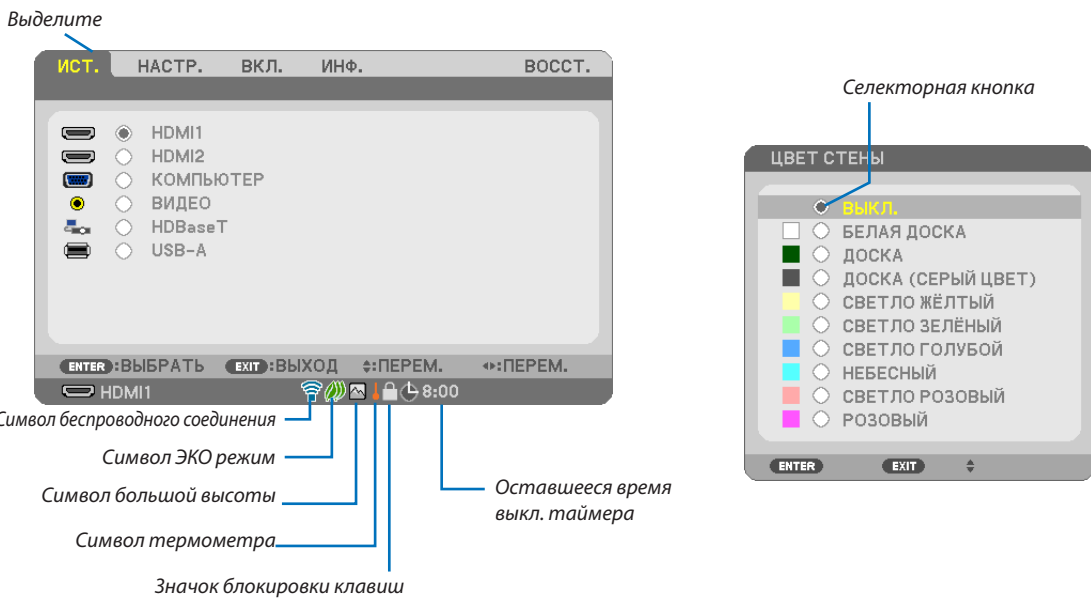 Выделите
ИСТ. НАСТР. ВКЛ. ИНФ. ВОССТ.
HDMI1
HDMI2
КОМПЬЮТЕР
ВИДЕО
HDBaseT
USB-A
ENTER :ВЫБРАТЬ EXIT :ВЫХОД :ПЕРЕМ. :ПЕРЕМ.
HDMI1 8:00
Символ беспроводного соединения
Символ ЭКО режим
Символ большой высоты
Символ термометра
Значок блокировки клавиш
Оставшееся время
выкл. таймера
Селекторная кнопка
ЦВЕТ СТЕНЫ
ВЫКЛ.
БЕЛАЯ ДОСКА
ДОСКА
ДОСКА (СЕРЫЙ ЦВЕТ)
СВЕТЛО ЖЁЛТЫЙ
СВЕТЛО ЗЕЛЁНЫЙ
СВЕТЛО ГОЛУБОЙ
НЕБЕСНЫЙ
СВЕТЛО РОЗОВЫЙ
РОЗОВЫЙ
ENTER EXIT